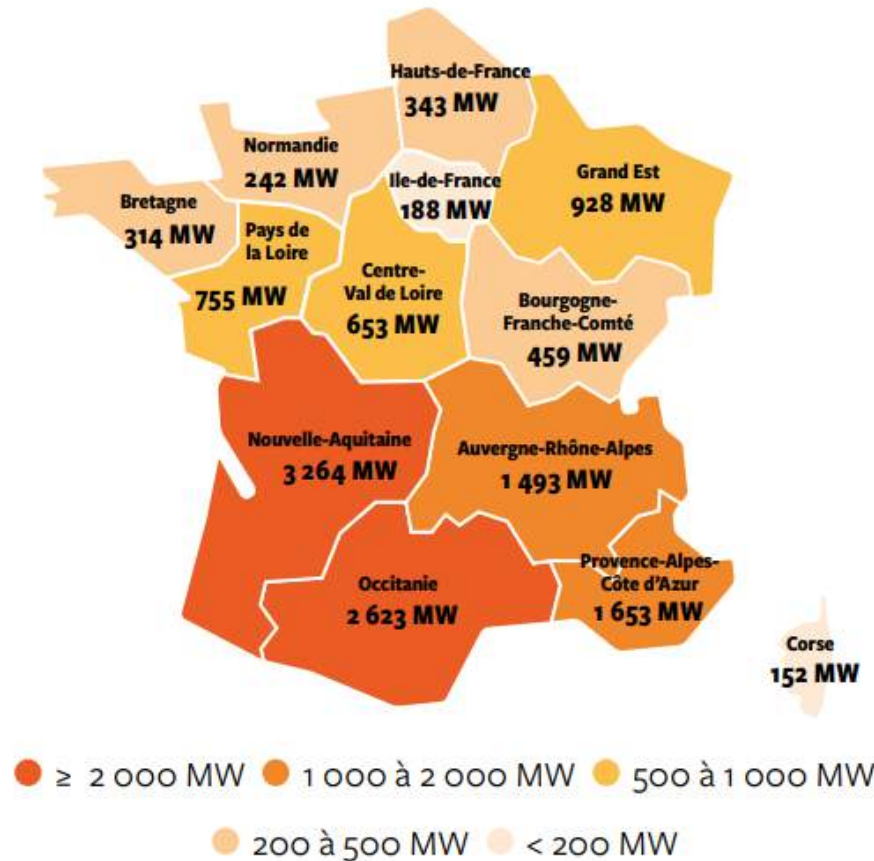 Hauts-de-France
343 MW
Normandie
242 MW
Ile-de-France
188 MW
Grand Est
928 MW
Bretagne
314 MW
Pays de
la Loire
755 MW
Centre-
Val de Loire
653 MW
Bourgogne-
Franche-Comté
459 MW
Nouvelle-Aquitaine
3 264 MW
Auvergne-Rhône-Alpes
1 493 MW
Occitanie
2 623 MW
Provence-Alpes-
Côte d'Azur
1 653 MW
Corse
152 MW
≥ 2 000 MW
1 000 à 2 000 MW
500 à 1 000 MW
200 à 500 MW
< 200 MW